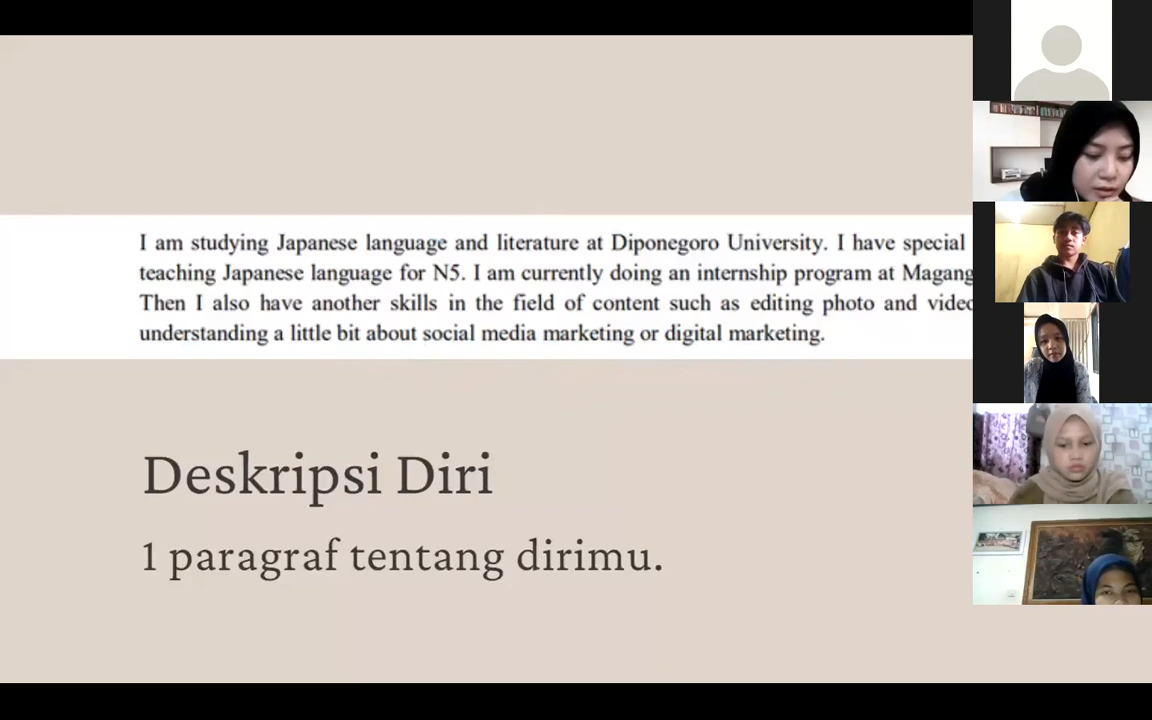 I am studying Japanese language and literature at Diponegoro University. I have special
teaching Japanese language for N5. I am currently doing an internship program at Magang
Then I also have another skills in the field of content such as editing photo and video
understanding a little bit about social media marketing or digital marketing.
Deskripsi Diri
1 paragraf tentang dirimu.